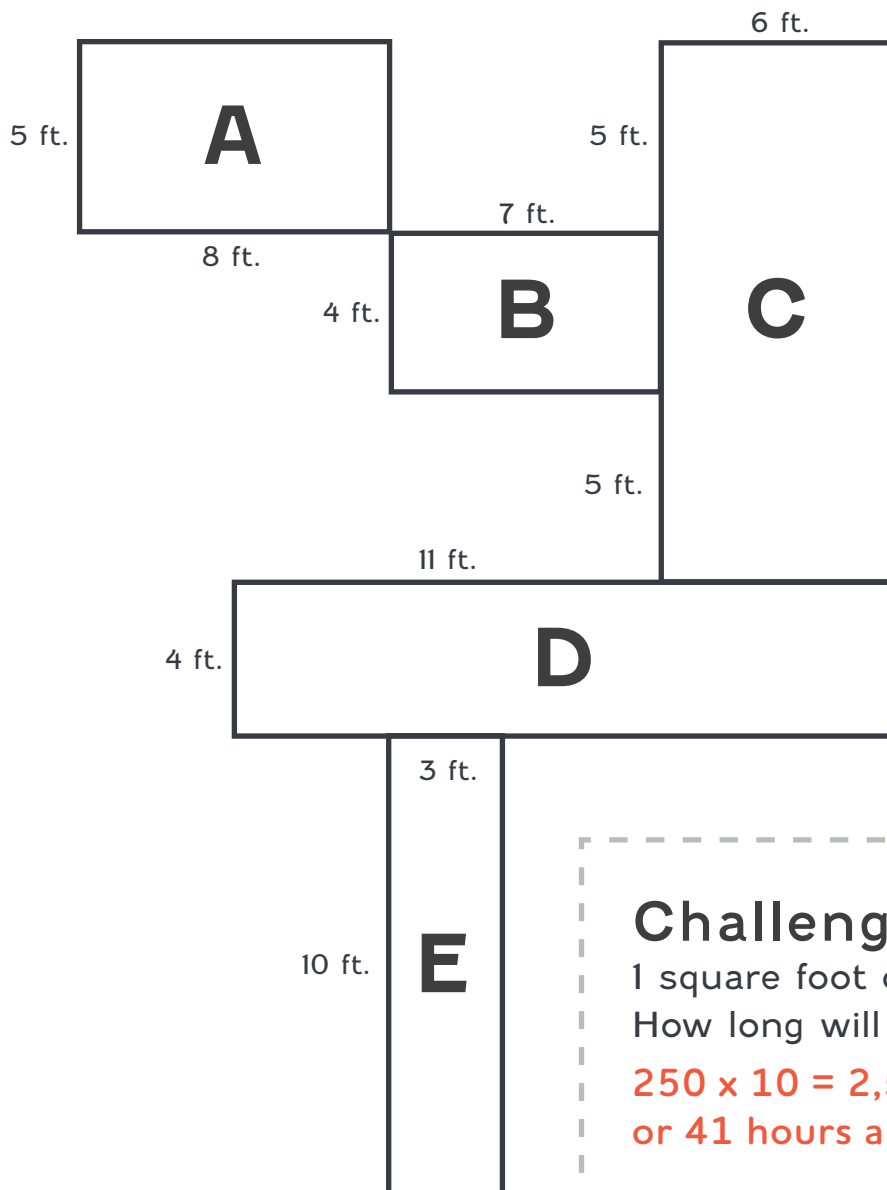 6 ft.
5 ft.
A
5 ft.
7 ft.
8 ft.
4 ft.
B
C
5 ft.
11 ft.
4 ft.
D
3 ft.
10 ft.
E
1 square foot
How long will
250 x 10 =
or 41 hours